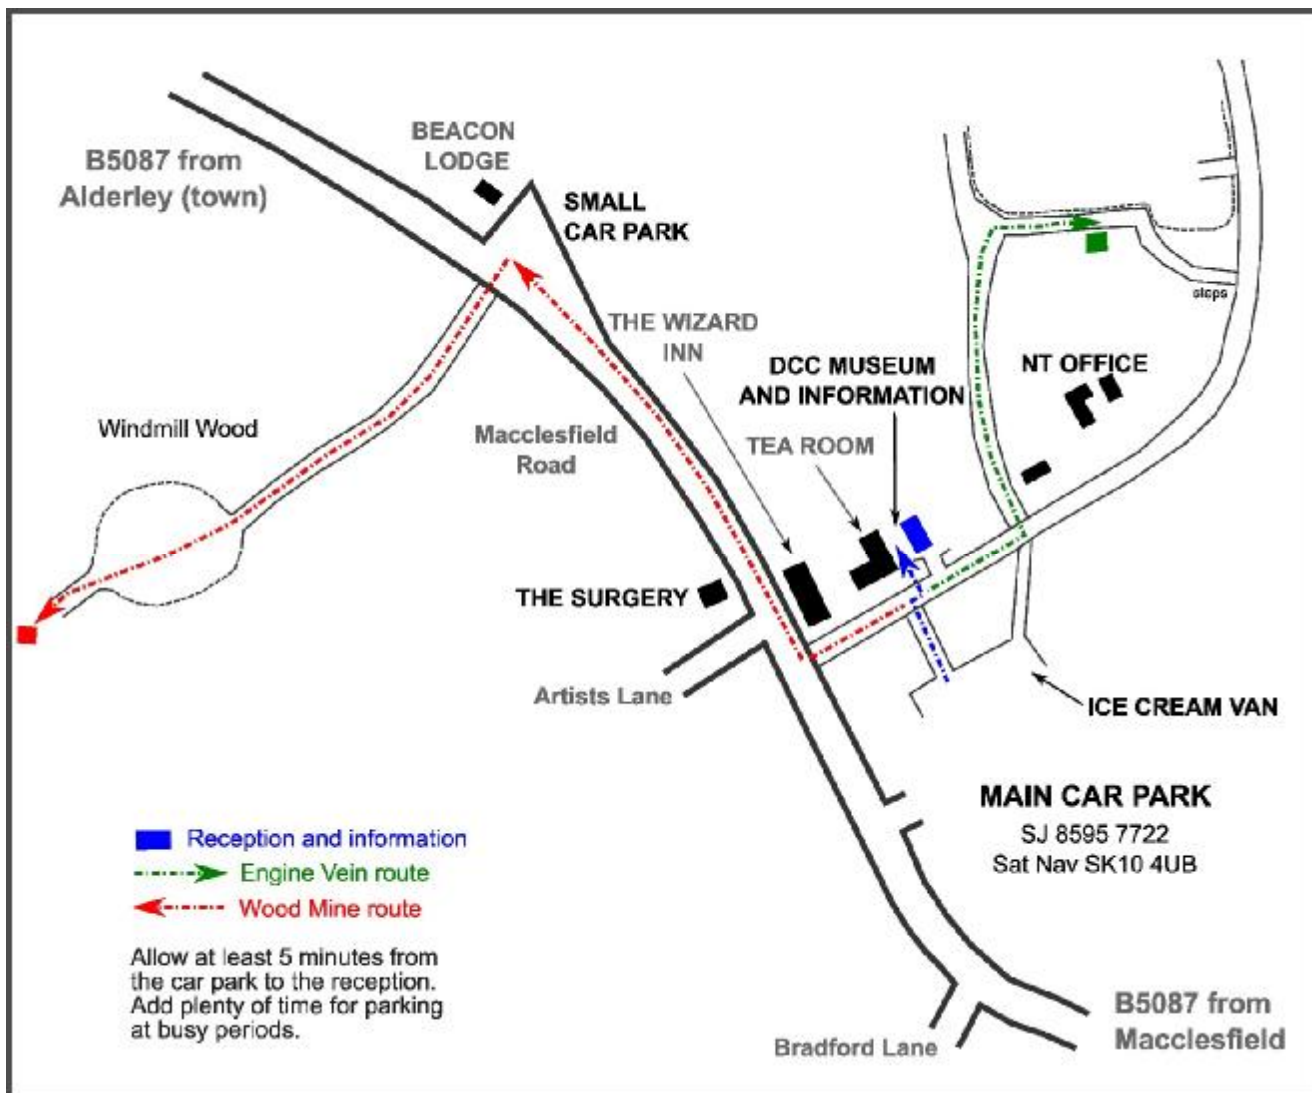 BEACON
LODGE
B5087 from
Alderley (town)
SMALL
CAR PARK
THE WIZARD
INN
DCC MUSEUM
AND INFORMATION
NT OFFICE
steps
TEA ROOM
Windmill Wood
Macclesfield
Road
THE SURGERY
Artists Lane
ICE CREAM VAN
MAIN CAR PARK
SJ 8595 7722
Sat Nav SK10 4UB
Reception and information
Engine Vein route
Wood Mine route
Allow at least 5 minutes from
the car park to the reception.
Add plenty of time for parking
at busy periods.
Bradford Lane
B5087 from
Macclesfield